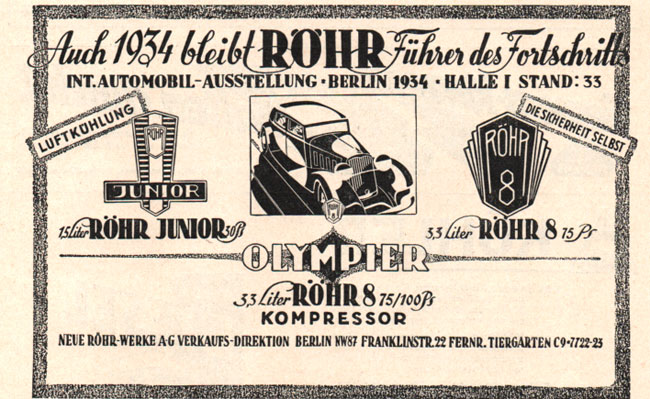 Auch 1934 bleibt RÖHR Führer des Fortschritts
INT. AUTOMOBIL-AUSSTELLUNG · BERLIN 1934 · HALLE I STAND: 33
LUFTKÜHLUNG
DIE SICHERHEIT SELBST
RÖHR
JUNIOR
RÖHR
8
1,5 Liter RÖHR JUNIOR 30 PS
3,3 Liter RÖHR 8 75 PS
OLYMPIER
3,3 Liter RÖHR 8 75/100 PS
KOMPRESSOR
NEUE RÖHR-WERKE A·G VERKAUFS-DIREKTION BERLIN NW87 FRANKLINSTR. 22 FERNR. TIERGARTEN C9·7722-23